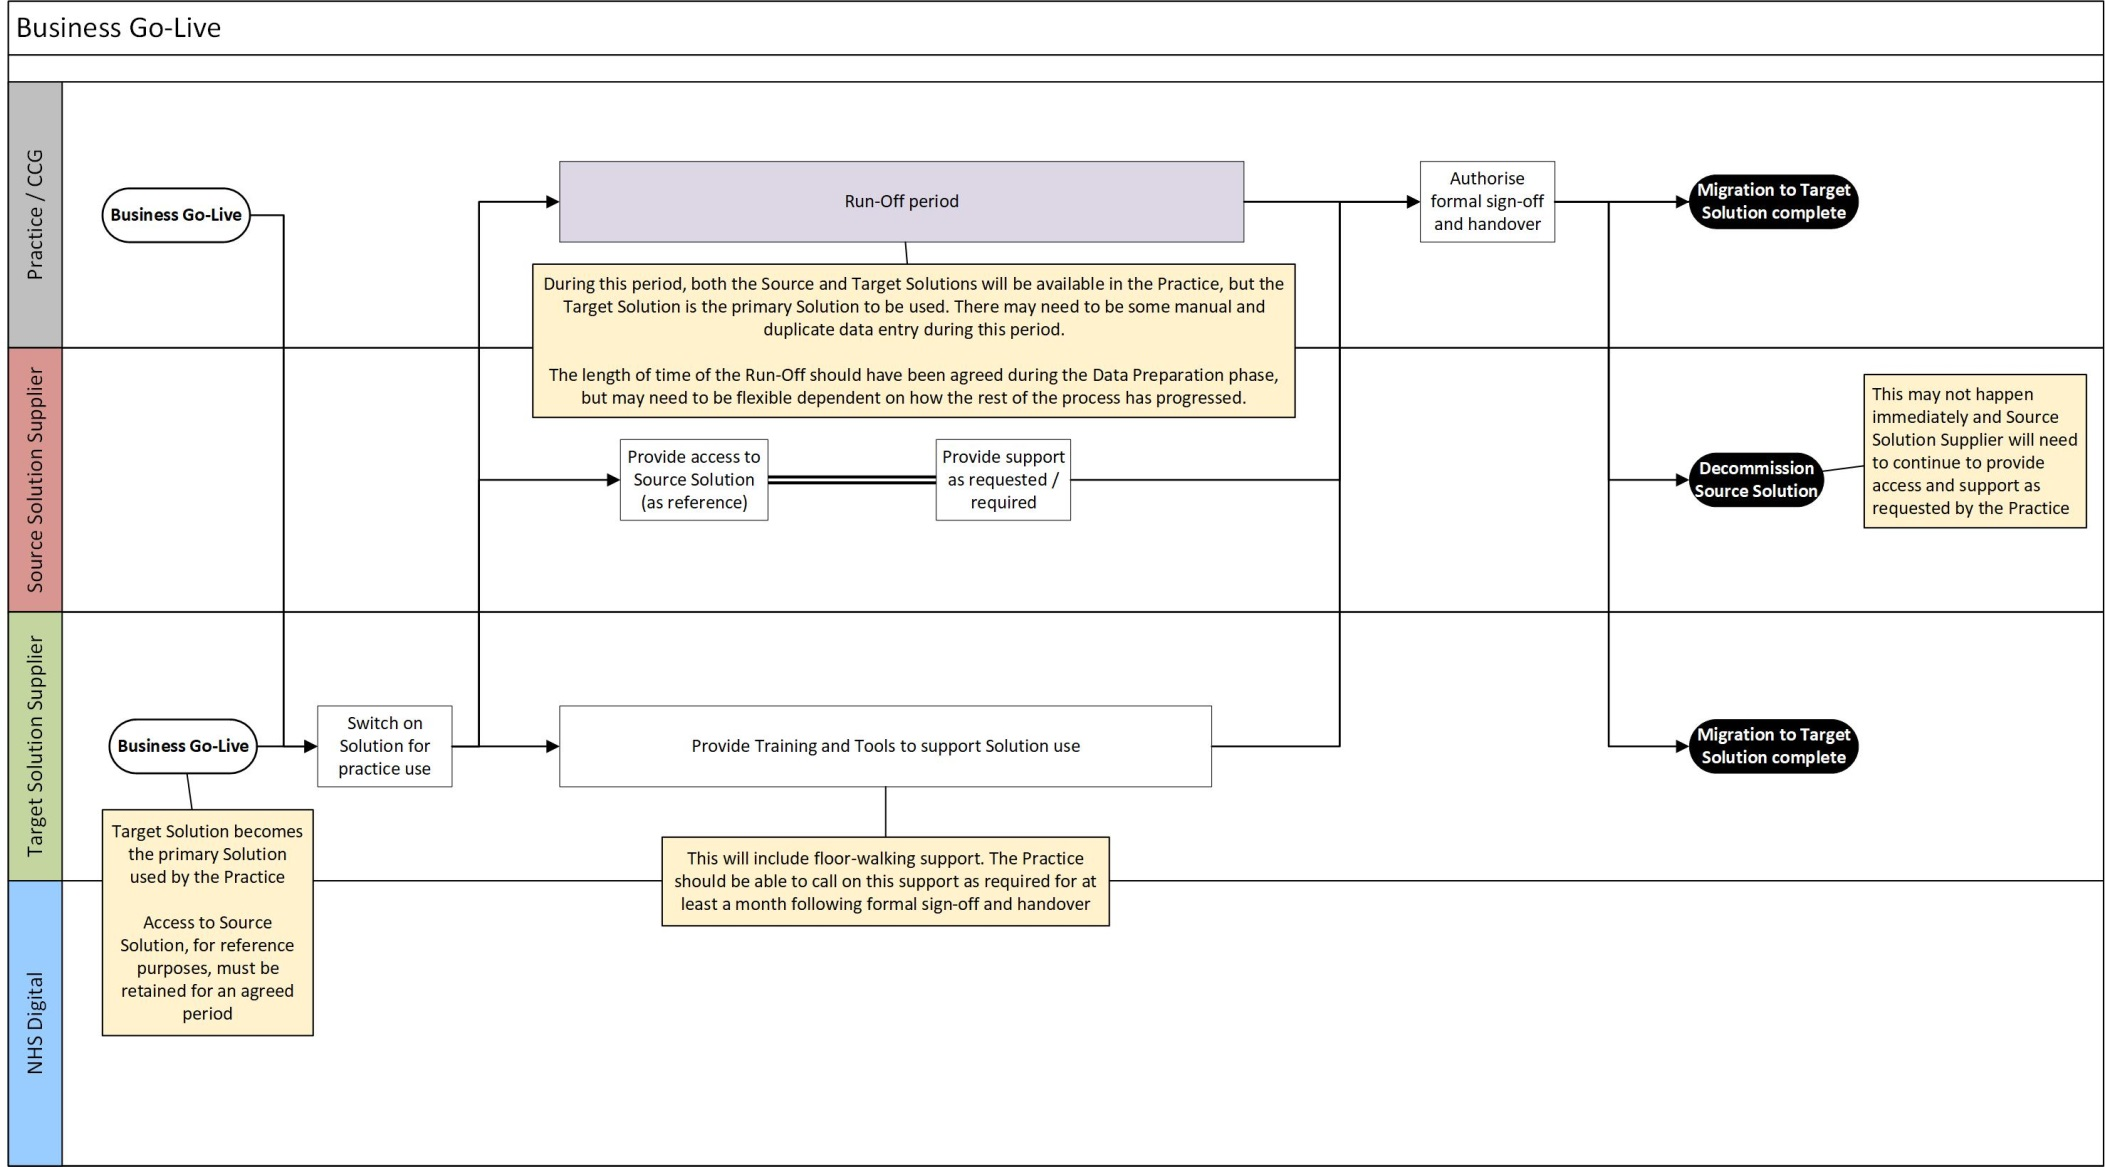 Business Go-Live
Practice / CCG
Business Go-Live
Run-Off period
Authorise
formal sign-off
and handover
Migration to Target
Solution complete
During this period, both the Source and Target Solutions will be available in the Practice, but the
Target Solution is the primary Solution to be used. There may need to be some manual and
duplicate data entry during this period.
The length of time of the Run-Off should have been agreed during the Data Preparation phase,
but may need to be flexible dependent on how the rest of the process has progressed.
Source Solution Supplier
Provide access to
Source Solution
(as reference)
Provide support
as requested /
required
Decommission
Source Solution
This may not happen
immediately and Source
Solution Supplier will need
to continue to provide
access and support as
requested by the Practice
Target Solution Supplier
Business Go-Live
Switch on
Solution for
practice use
Provide Training and Tools to support Solution use
Migration to Target
Solution complete
Target Solution becomes
the primary Solution
used by the Practice
Access to Source
Solution, for reference
purposes, must be
retained for an agreed
period
This will include floor-walking support. The Practice
should be able to call on this support as required for at
least a month following formal sign-off and handover
NHS Digital